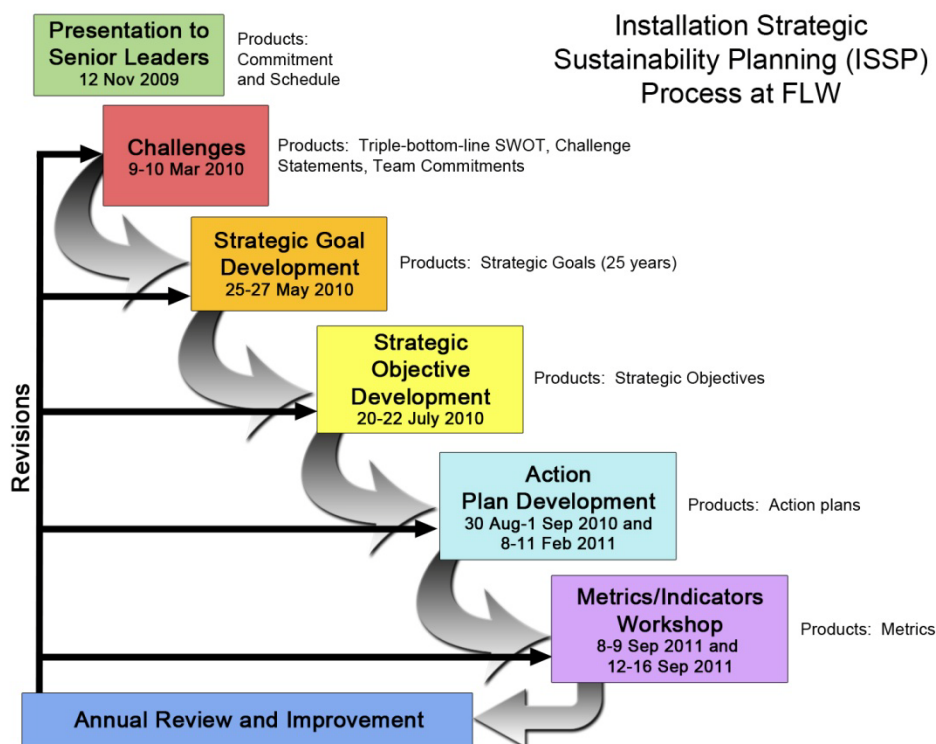 Installation Strategic
Sustainability Planning (ISSP)
Process at FLW
Presentation to
Senior Leaders
12 Nov 2009
Products:
Commitment
and Schedule
Challenges
9-10 Mar 2010
Products: Triple-bottom-line SWOT, Challenge
Statements, Team Commitments
Strategic Goal
Development
25-27 May 2010
Products: Strategic Goals (25 years)
Strategic
Objective
Development
20-22 July 2010
Products: Strategic Objectives
Action
Plan Development
30 Aug-1 Sep 2010 and
8-11 Feb 2011
Products: Action plans
Metrics/Indicators
Workshop
8-9 Sep 2011 and
12-16 Sep 2011
Products: Metrics
Revisions
Annual Review and Improvement